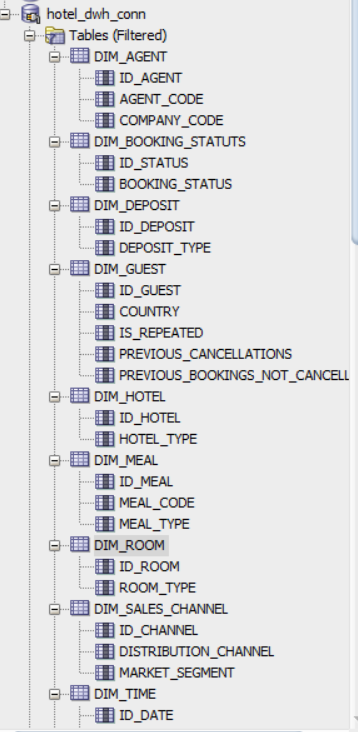 hotel_dwh_conn
Tables (Filtered)
DIM_AGENT
ID_AGENT
AGENT_CODE
COMPANY_CODE
DIM_BOOKING_STATUTS
ID_STATUS
BOOKING_STATUS
DIM_DEPOSIT
ID_DEPOSIT
DEPOSIT_TYPE
DIM_GUEST
ID_GUEST
COUNTRY
IS_REPEATED
PREVIOUS_CANCELLATIONS
PREVIOUS_BOOKINGS_NOT_CANCELL
DIM_HOTEL
ID_HOTEL
HOTEL_TYPE
DIM_MEAL
ID_MEAL
MEAL_CODE
MEAL_TYPE
DIM_ROOM
ID_ROOM
ROOM_TYPE
DIM_SALES_CHANNEL
ID_CHANNEL
DISTRIBUTION_CHANNEL
MARKET_SEGMENT
DIM_TIME
ID_DATE